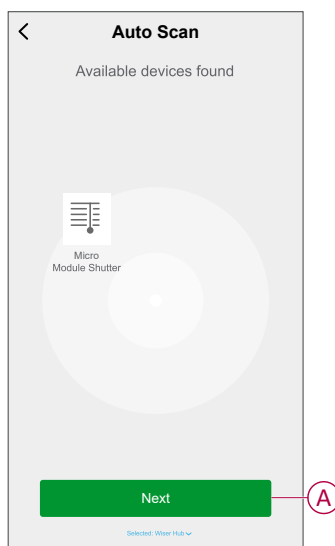 Auto Scan
Available devices found
Micro
Module Shutter
Next
A
Selected: Wiser Hub